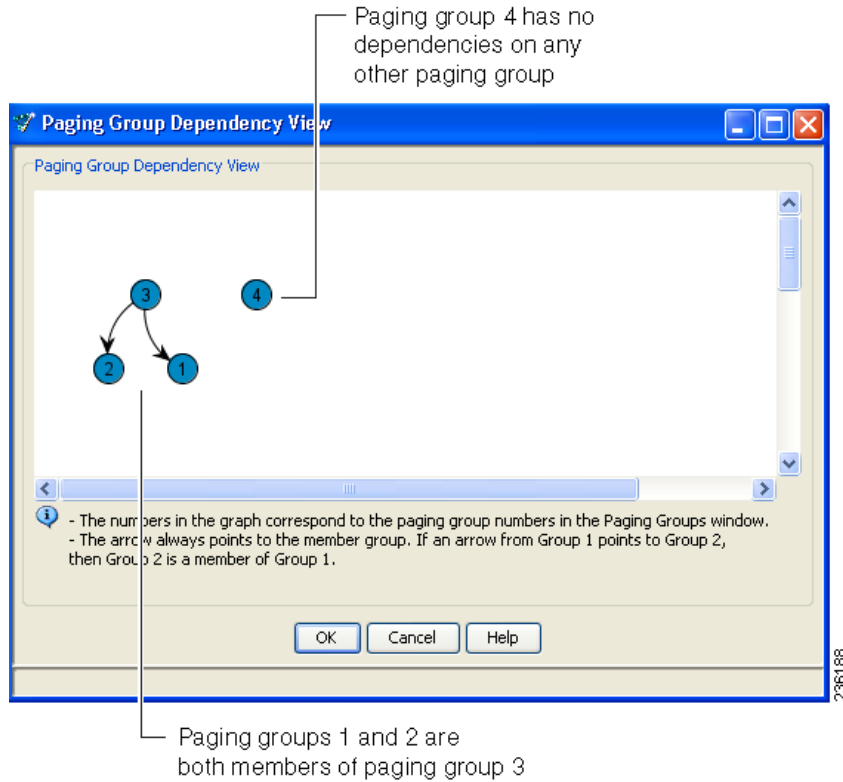 Paging group 4 has no
dependencies on any
other paging group
Paging Group Dependency View
Paging Group Dependency View
3
4
2
1
- The numbers in the graph correspond to the paging group numbers in the Paging Groups window.
- The arrow always points to the member group. If an arrow from Group 1 points to Group 2,
then Group 2 is a member of Group 1.
OK
Cancel
Help
236188
Paging groups 1 and 2 are
both members of paging group 3